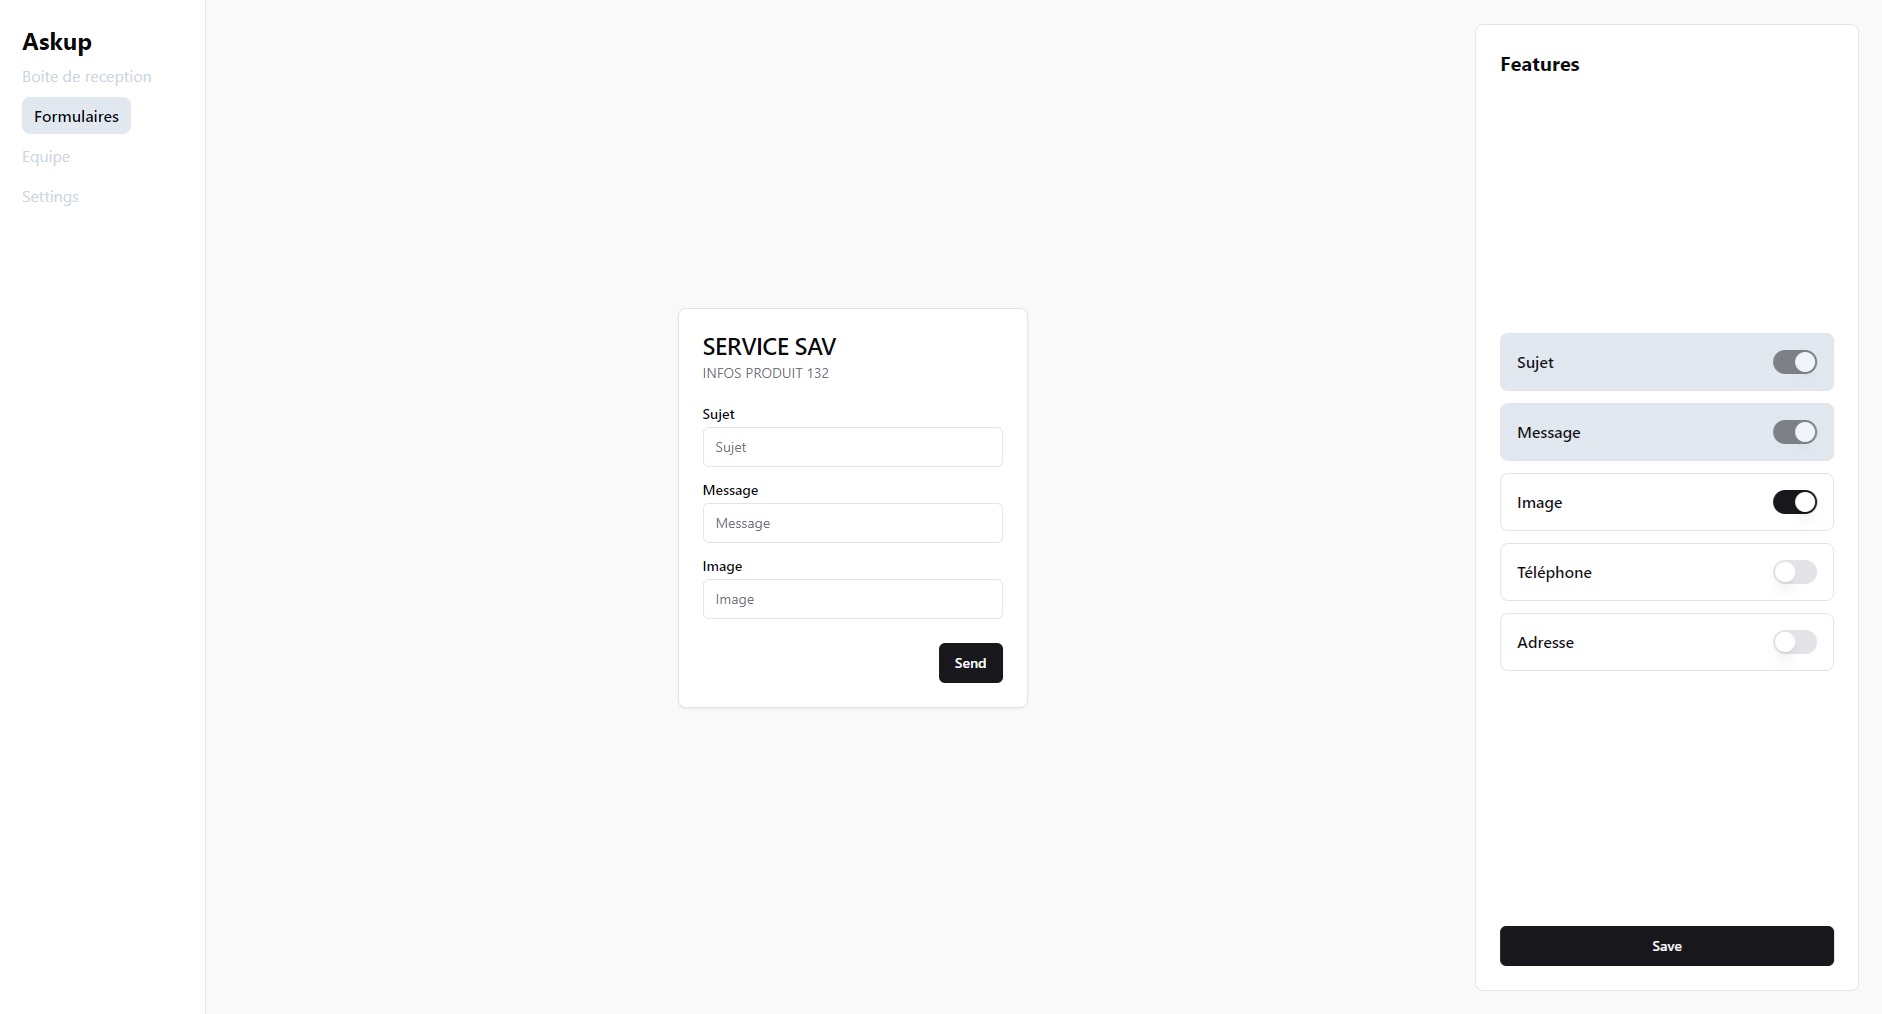 Askup
Boite de reception
Formulaires
Equipe
Settings
SERVICE SAV
INFOS PRODUIT 132
Sujet
Sujet
Message
Message
Image
Image
Send
Features
Sujet
Message
Image
Téléphone
Adresse
Save